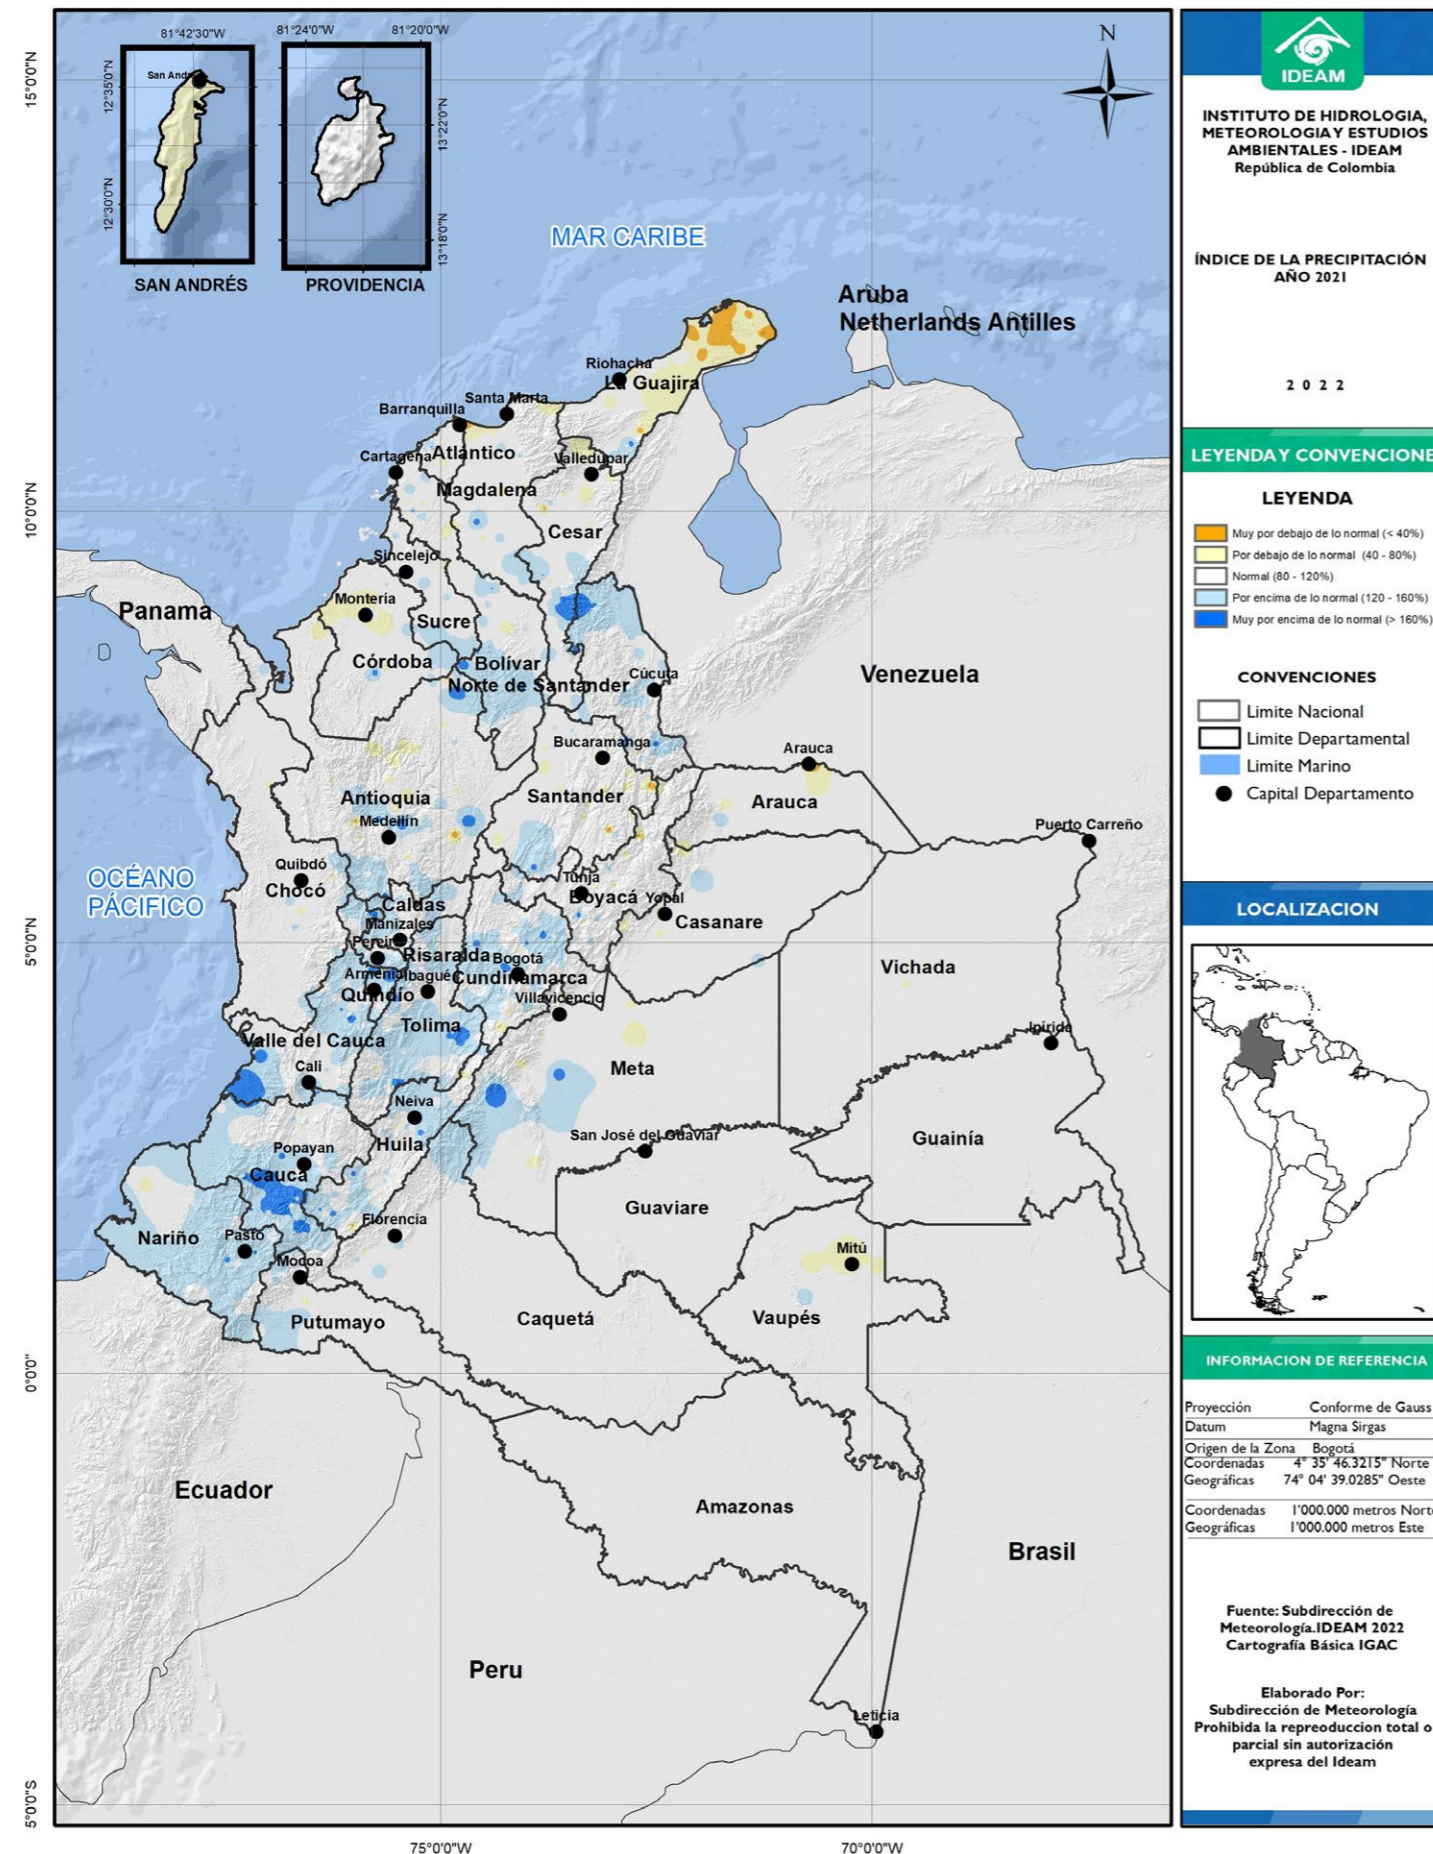 81°42'30"W
81°24'0"W
81°20'0"W
N
15°0'0"N
12°35'0"N
12°30'0"N
13°22'0"N
13°18'0"N
San André
SAN ANDRÉS
PROVIDENCIA
MAR CARIBE
Aruba
Netherlands Antilles
Riohacha
La Guajira
Santa Marta
Barranquilla
Atlántico
Cartagena
Valledupar
Magdalena
10°0'0"N
Cesar
Sincelejo
Montería
Panama
Sucre
Córdoba
Bolívar
Norte de Santander
Cúcuta
Venezuela
Bucaramanga
Arauca
Antioquia
Santander
Arauca
Medellín
Puerto Carreño
Quibdó
Chocó
OCÉANO
PÁCIFICO
Tunja
Boyacá
Yopal
Caldas
Manizales
Casanare
5°0'0"N
Pereira
Risaralda
Bogotá
Cundinamarca
Vichada
Armenia
Ibagué
Quindío
Villavicencio
Tolima
Inírida
Valle del Cauca
Cali
Meta
Neiva
Huila
San José del Guaviar
Guainía
Popayan
Cauca
Guaviare
Florencia
Nariño
Pasto
Mitú
Mocoa
Putumayo
Caquetá
Vaupés
0°0'0"
Ecuador
Amazonas
Brasil
Peru
Leticia
5°0'0"S
75°0'0"W
70°0'0"W
IDEAM
INSTITUTO DE HIDROLOGIA,
METEOROLOGIA Y ESTUDIOS
AMBIENTALES - IDEAM
República de Colombia
ÍNDICE DE LA PRECIPITACIÓN
AÑO 2021
2 0 2 2
LEYENDA Y CONVENCIONE
LEYENDA
Muy por debajo de lo normal (< 40%)
Por debajo de lo normal (40 - 80%)
Normal (80 - 120%)
Por encima de lo normal (120 - 160%)
Muy por encima de lo normal (> 160%)
CONVENCIONES
Limite Nacional
Limite Departamental
Limite Marino
Capital Departamento
LOCALIZACION
INFORMACION DE REFERENCIA
Proyección Conforme de Gauss
Datum Magna Sirgas
Origen de la Zona Bogotá
Coordenadas 4° 35' 46.3215" Norte
Geográficas 74° 04' 39.0285" Oeste
Coordenadas 1'000.000 metros Norte
Geográficas 1'000.000 metros Este
Fuente: Subdirección de
Meteorología.IDEAM 2022
Cartografía Básica IGAC
Elaborado Por:
Subdirección de Meteorología
Prohibida la repreoduccion total o
parcial sin autorización
expresa del Ideam